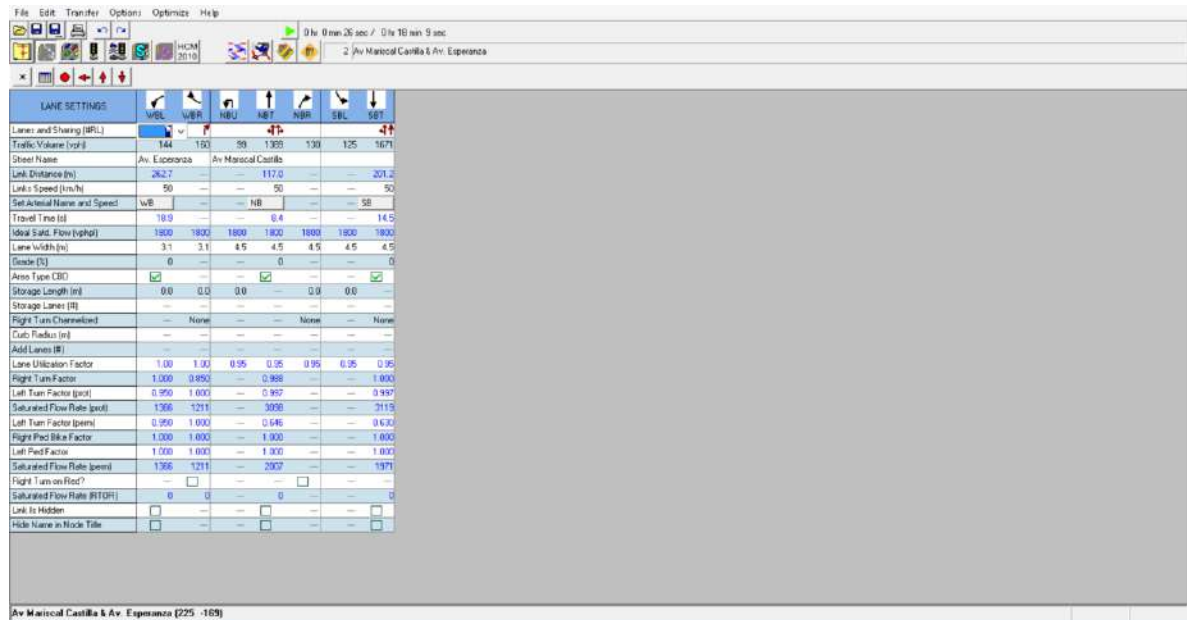 File Edit Transfer Options Optimize Help
0 hr 0 min 26 sec / 0 hr 18 min 9 sec
HCM 2010
2 Av Mariscal Castilla & Av. Esperanza
LANE SETTINGS WBL WBR NBU NBT NBR SBL SBT
Lanes and Sharing (#RL)
Traffic Volume (vph) 144 160 99 1389 130 125 1671
Street Name Av. Esperanza Av Mariscal Castilla
Link Distance (m) 262.7 — — 117.0 — — 201.2
Links Speed (km/h) 50 — — 50 — — 50
Set Arterial Name and Speed WB — — NB — — SB
Travel Time (s) 18.9 — — 8.4 — — 14.5
Ideal Satd. Flow (vphpl) 1800 1800 1800 1800 1800 1800 1800
Lane Width (m) 3.1 3.1 4.5 4.5 4.5 4.5 4.5
Grade (%) 0 — — 0 — — 0
Area Type CBD — — — —
Storage Length (m) 0.0 0.0 0.0 — 0.0 0.0 —
Storage Lanes (#) — — — — — — —
Right Turn Channelized — None — — None — None
Curb Radius (m) — — — — — — —
Add Lanes (#) — — — — — — —
Lane Utilization Factor 1.00 1.00 0.95 0.95 0.95 0.95 0.95
Right Turn Factor 1.000 0.850 — 0.988 — — 1.000
Left Turn Factor (prot) 0.950 1.000 — 0.997 — — 0.997
Saturated Flow Rate (prot) 1366 1211 — 3098 — — 3119
Left Turn Factor (perm) 0.950 1.000 — 0.646 — — 0.630
Right Ped Bike Factor 1.000 1.000 — 1.000 — — 1.000
Left Ped Factor 1.000 1.000 — 1.000 — — 1.000
Saturated Flow Rate (perm) 1366 1211 — 2007 — — 1971
Right Turn on Red? — — — — —
Saturated Flow Rate (RTOR) 0 0 — 0 — — 0
Link Is Hidden — — — —
Hide Name in Node Title — — — —
Av Mariscal Castilla & Av. Esperanza (225 -169)